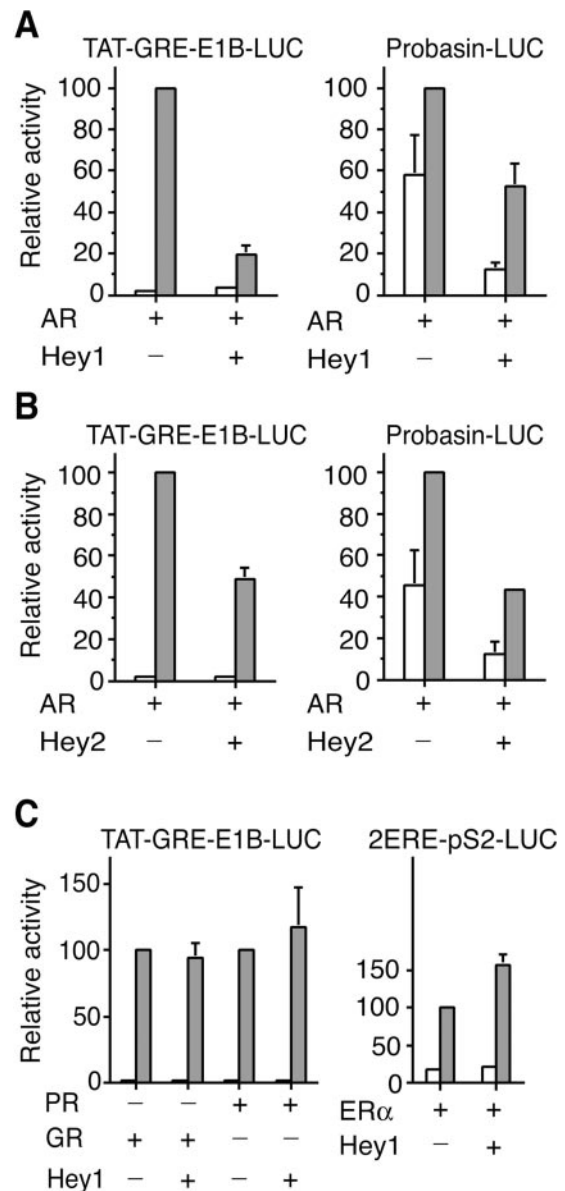 A
TAT-GRE-E1B-LUC Probasin-LUC
Relative activity
100
80
60
40
20
0
100
80
60
40
20
0
AR + + AR + +
Hey1 – + Hey1 – +
B
TAT-GRE-E1B-LUC Probasin-LUC
Relative activity
100
80
60
40
20
0
100
80
60
40
20
0
AR + + AR + +
Hey2 – + Hey2 – +
C
TAT-GRE-E1B-LUC 2ERE-pS2-LUC
Relative activity
150
100
50
0
150
100
50
0
PR – – + +
GR + + – –
Hey1 – + – +
ERα + +
Hey1 – +